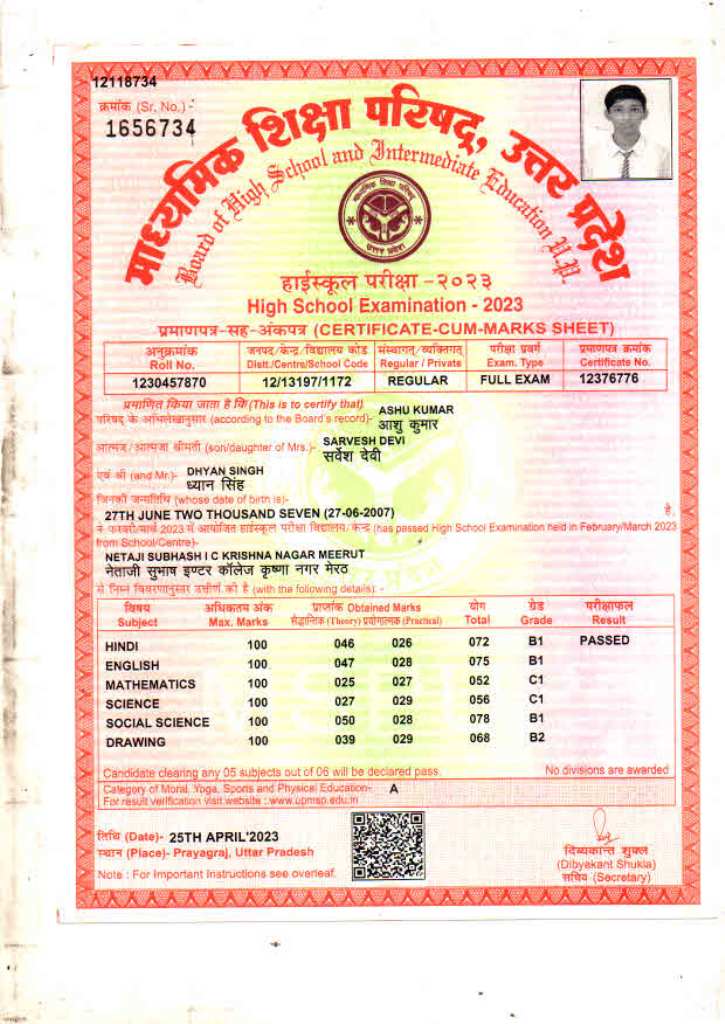 12118734
क्रमांक (Sr. No.) :
1656734
माध्यमिक शिक्षा परिषद्, उत्तर प्रदेश
Board of High School and Intermediate Education U.P.
माध्यमिक शिक्षा परिषद्
उत्तर प्रदेश
हाईस्कूल परीक्षा -२०२३
High School Examination - 2023
प्रमाणपत्र-सह-अंकपत्र (CERTIFICATE-CUM-MARKS SHEET)
अनुक्रमांक जनपद/केन्द्र/विद्यालय कोड संस्थागत/व्यक्तिगत परीक्षा प्रवर्ग प्रमाणपत्र क्रमांक
Roll No. Distt./Centre/School Code Regular / Private Exam. Type Certificate No.
1230457870 12/13197/1172 REGULAR FULL EXAM 12376776
प्रमाणित किया जाता है कि (This is to certify that)
ASHU KUMAR
परिषद् के अभिलेखानुसार (according to the Board's record)- आशु कुमार
SARVESH DEVI
आत्मज/आत्मजा श्रीमती (son/daughter of Mrs.)- सर्वेश देवी
DHYAN SINGH
एवं श्री (and Mr.)- ध्यान सिंह
जिनकी जन्मतिथि (whose date of birth is)-
27TH JUNE TWO THOUSAND SEVEN (27-06-2007) है,
ने फरवरी/मार्च 2023 में आयोजित हाईस्कूल परीक्षा विद्यालय/केन्द्र (has passed High School Examination held in February/March 2023
from School/Centre)-
NETAJI SUBHASH I C KRISHNA NAGAR MEERUT
नेताजी सुभाष इण्टर कॉलेज कृष्णा नगर मेरठ
से निम्न विवरणानुसार उत्तीर्ण की है (with the following details): -
विषय अधिकतम अंक प्राप्तांक Obtained Marks योग ग्रेड परीक्षाफल
Subject Max. Marks सैद्धान्तिक (Theory) प्रयोगात्मक (Practical) Total Grade Result
HINDI 100 046 026 072 B1 PASSED
ENGLISH 100 047 028 075 B1
MATHEMATICS 100 025 027 052 C1
SCIENCE 100 027 029 056 C1
SOCIAL SCIENCE 100 050 028 078 B1
DRAWING 100 039 029 068 B2
Candidate clearing any 05 subjects out of 06 will be declared pass. No divisions are awarded
Category of Moral, Yoga, Sports and Physical Education- A
For result verification visit website : www.upmsp.edu.in
तिथि (Date)- 25TH APRIL'2023
स्थान (Place)- Prayagraj, Uttar Pradesh
Note : For Important Instructions see overleaf.
दिव्यकान्त शुक्ल
(Dibyakant Shukla)
सचिव (Secretary)